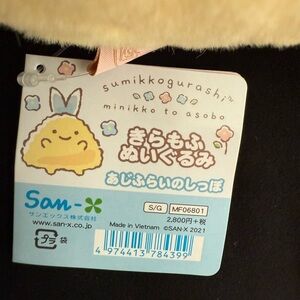 sumikkogurashi
minikko to asobo
きらもふ
ぬいぐるみ
あじふらいのしっぽ
San-X
サンエックス株式会社
www.san-x.co.jp
プラ 袋
S/G MF06801
2,800円+税
Made in Vietnam ©SAN-X 2021
4 974413 784399